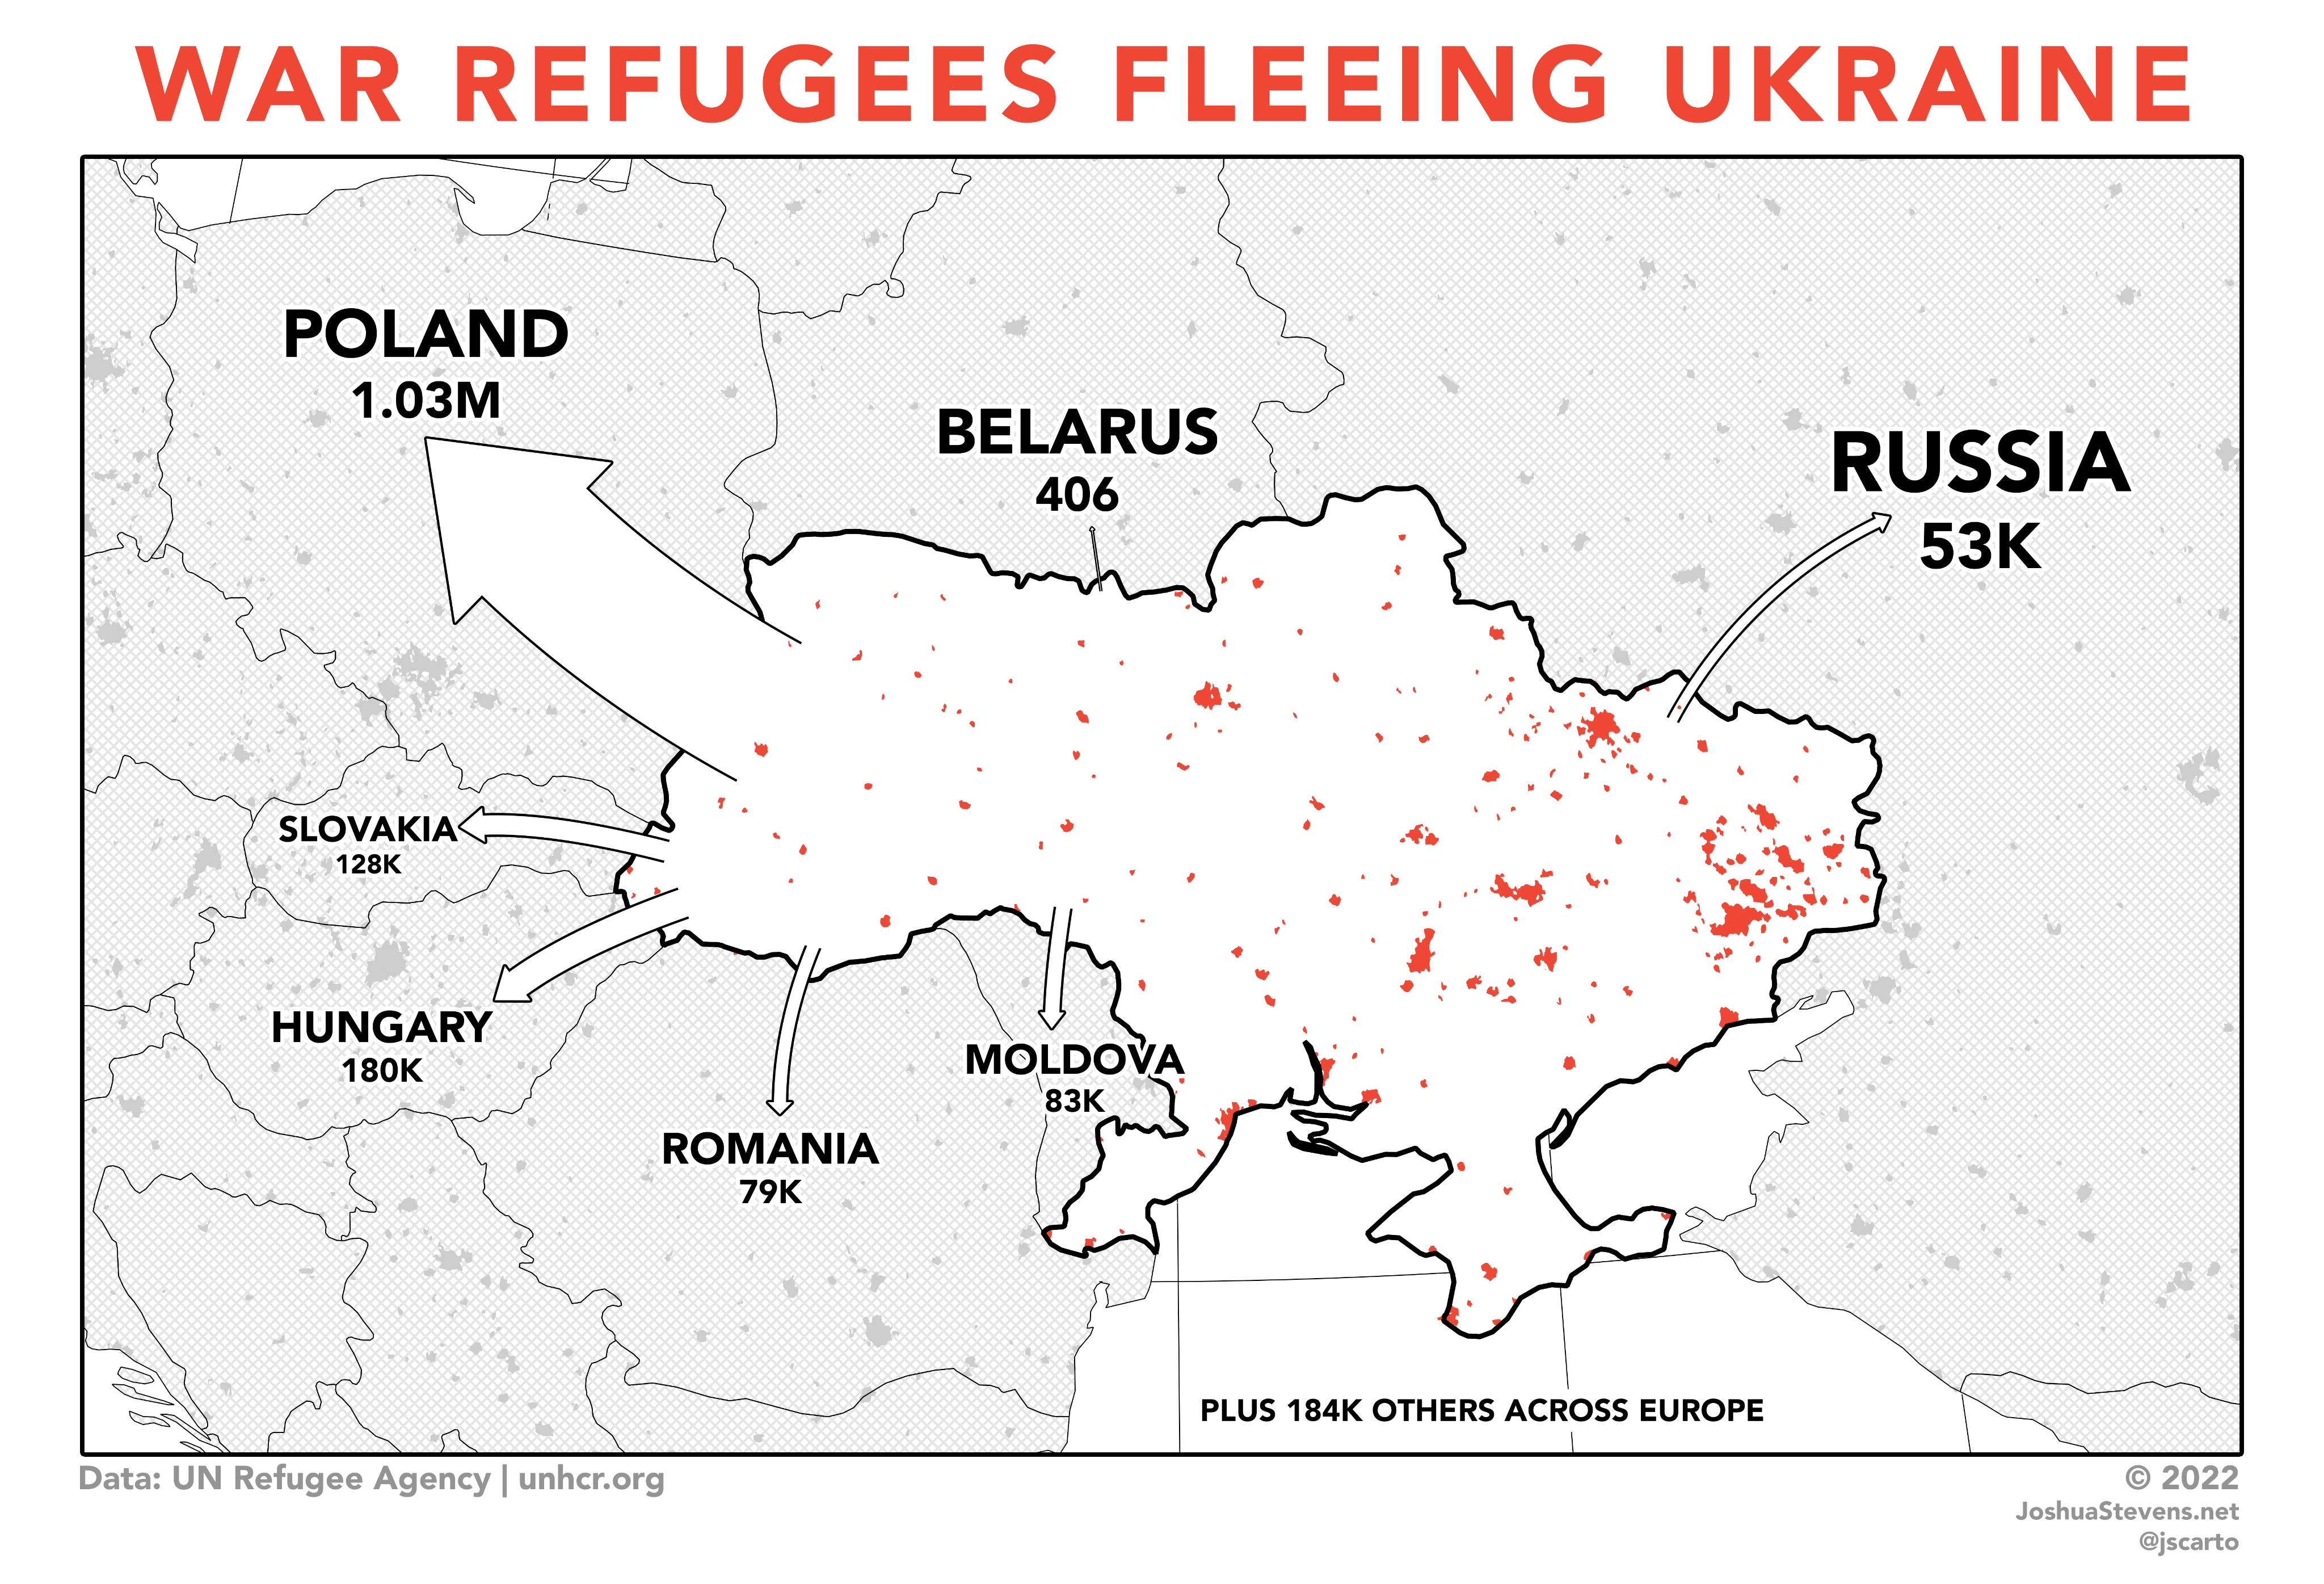 WAR REFUGEES FLEEING UKRAINE
POLAND
1.03M
BELARUS
406
RUSSIA
53K
SLOVAKIA
128K
HUNGARY
180K
MOLDOVA
83K
ROMANIA
79K
PLUS 184K OTHERS ACROSS EUROPE
Data: UN Refugee Agency | unhcr.org
© 2022
JoshuaStevens.net
@jscarto